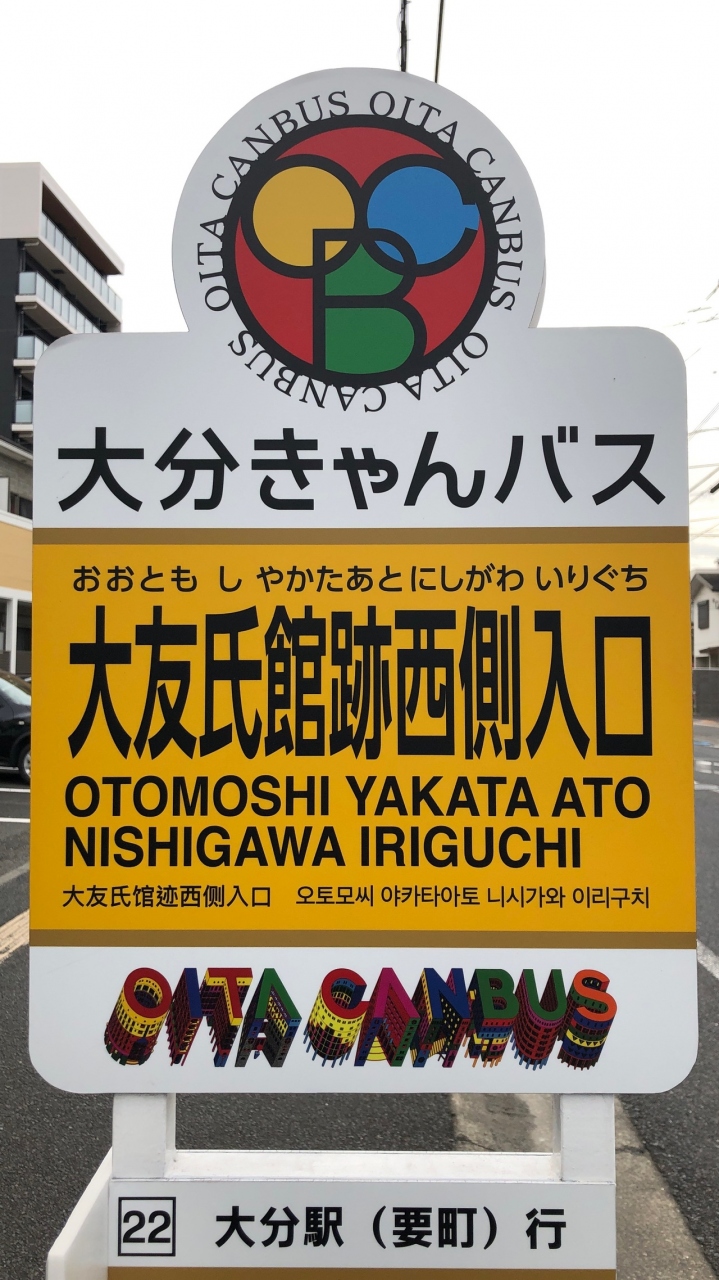 OITA CANBUS OITA CANBUS OITA CANBUS OITA CANBUS
OCB
大分きゃんバス
おおとも し やかたあとにしがわ いりぐち
大友氏館跡西側入口
OTOMOSHI YAKATA ATO
NISHIGAWA IRIGUCHI
大友氏馆迹西侧入口 오토모씨 야카타아토 니시가와 이리구치
OITA CANBUS
22 大分駅（要町）行